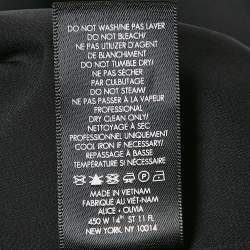 DO NOT WASH/NE PAS LAVER
DO NOT BLEACH/
NE PAS UTILIZER D'AGENT
DE BLANCHIMENT
DO NOT TUMBLE DRY/
NE PAS SÉCHER
PAR CULBUTAGE
DO NOT STEAM/
NE PAS PASSER À LA VAPEUR
PROFESSIONAL
DRY CLEAN ONLY/
NETTOYAGE À SEC
PROFESSIONNEL UNIQUEMENT
COOL IRON IF NECESSARY/
REPASSAGE À BASSE
TEMPÉRATURE SI NÉCESSAIRE
MADE IN VIETNAM
FABRIQUÉ AU VIÊT-NAM
ALICE + OLIVIA
450 W 14TH ST 11 FL.
NEW YORK, NY 10014